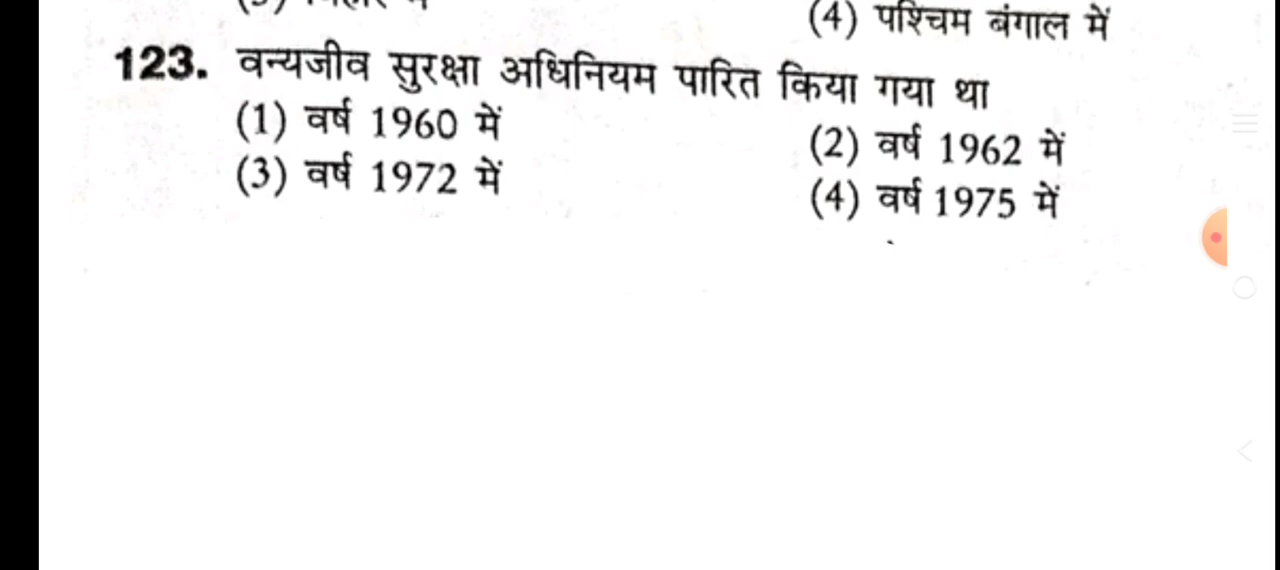 (4) पश्चिम बंगाल में
123. वन्यजीव सुरक्षा अधिनियम पारित किया गया था
(1) वर्ष 1960 में
(2) वर्ष 1962 में
(3) वर्ष 1972 में
(4) वर्ष 1975 में